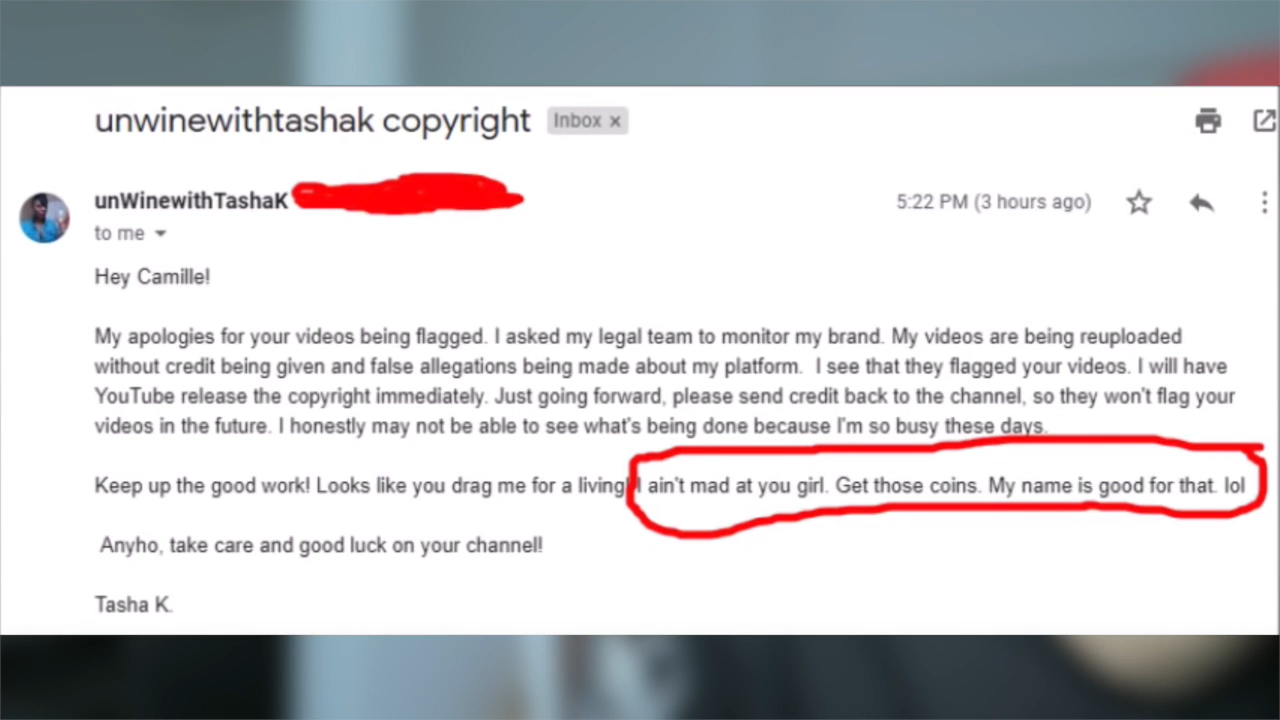 unwinewithtashak copyright Inbox x
unWinewithTashaK
5:22 PM (3 hours ago)
to me
Hey Camille!
My apologies for your videos being flagged. I asked my legal team to monitor my brand. My videos are being reuploaded
without credit being given and false allegations being made about my platform. I see that they flagged your videos. I will have
YouTube release the copyright immediately. Just going forward, please send credit back to the channel, so they won't flag your
videos in the future. I honestly may not be able to see what's being done because I'm so busy these days.
Keep up the good work! Looks like you drag me for a living! I ain't mad at you girl. Get those coins. My name is good for that. lol
Anyho, take care and good luck on your channel!
Tasha K.